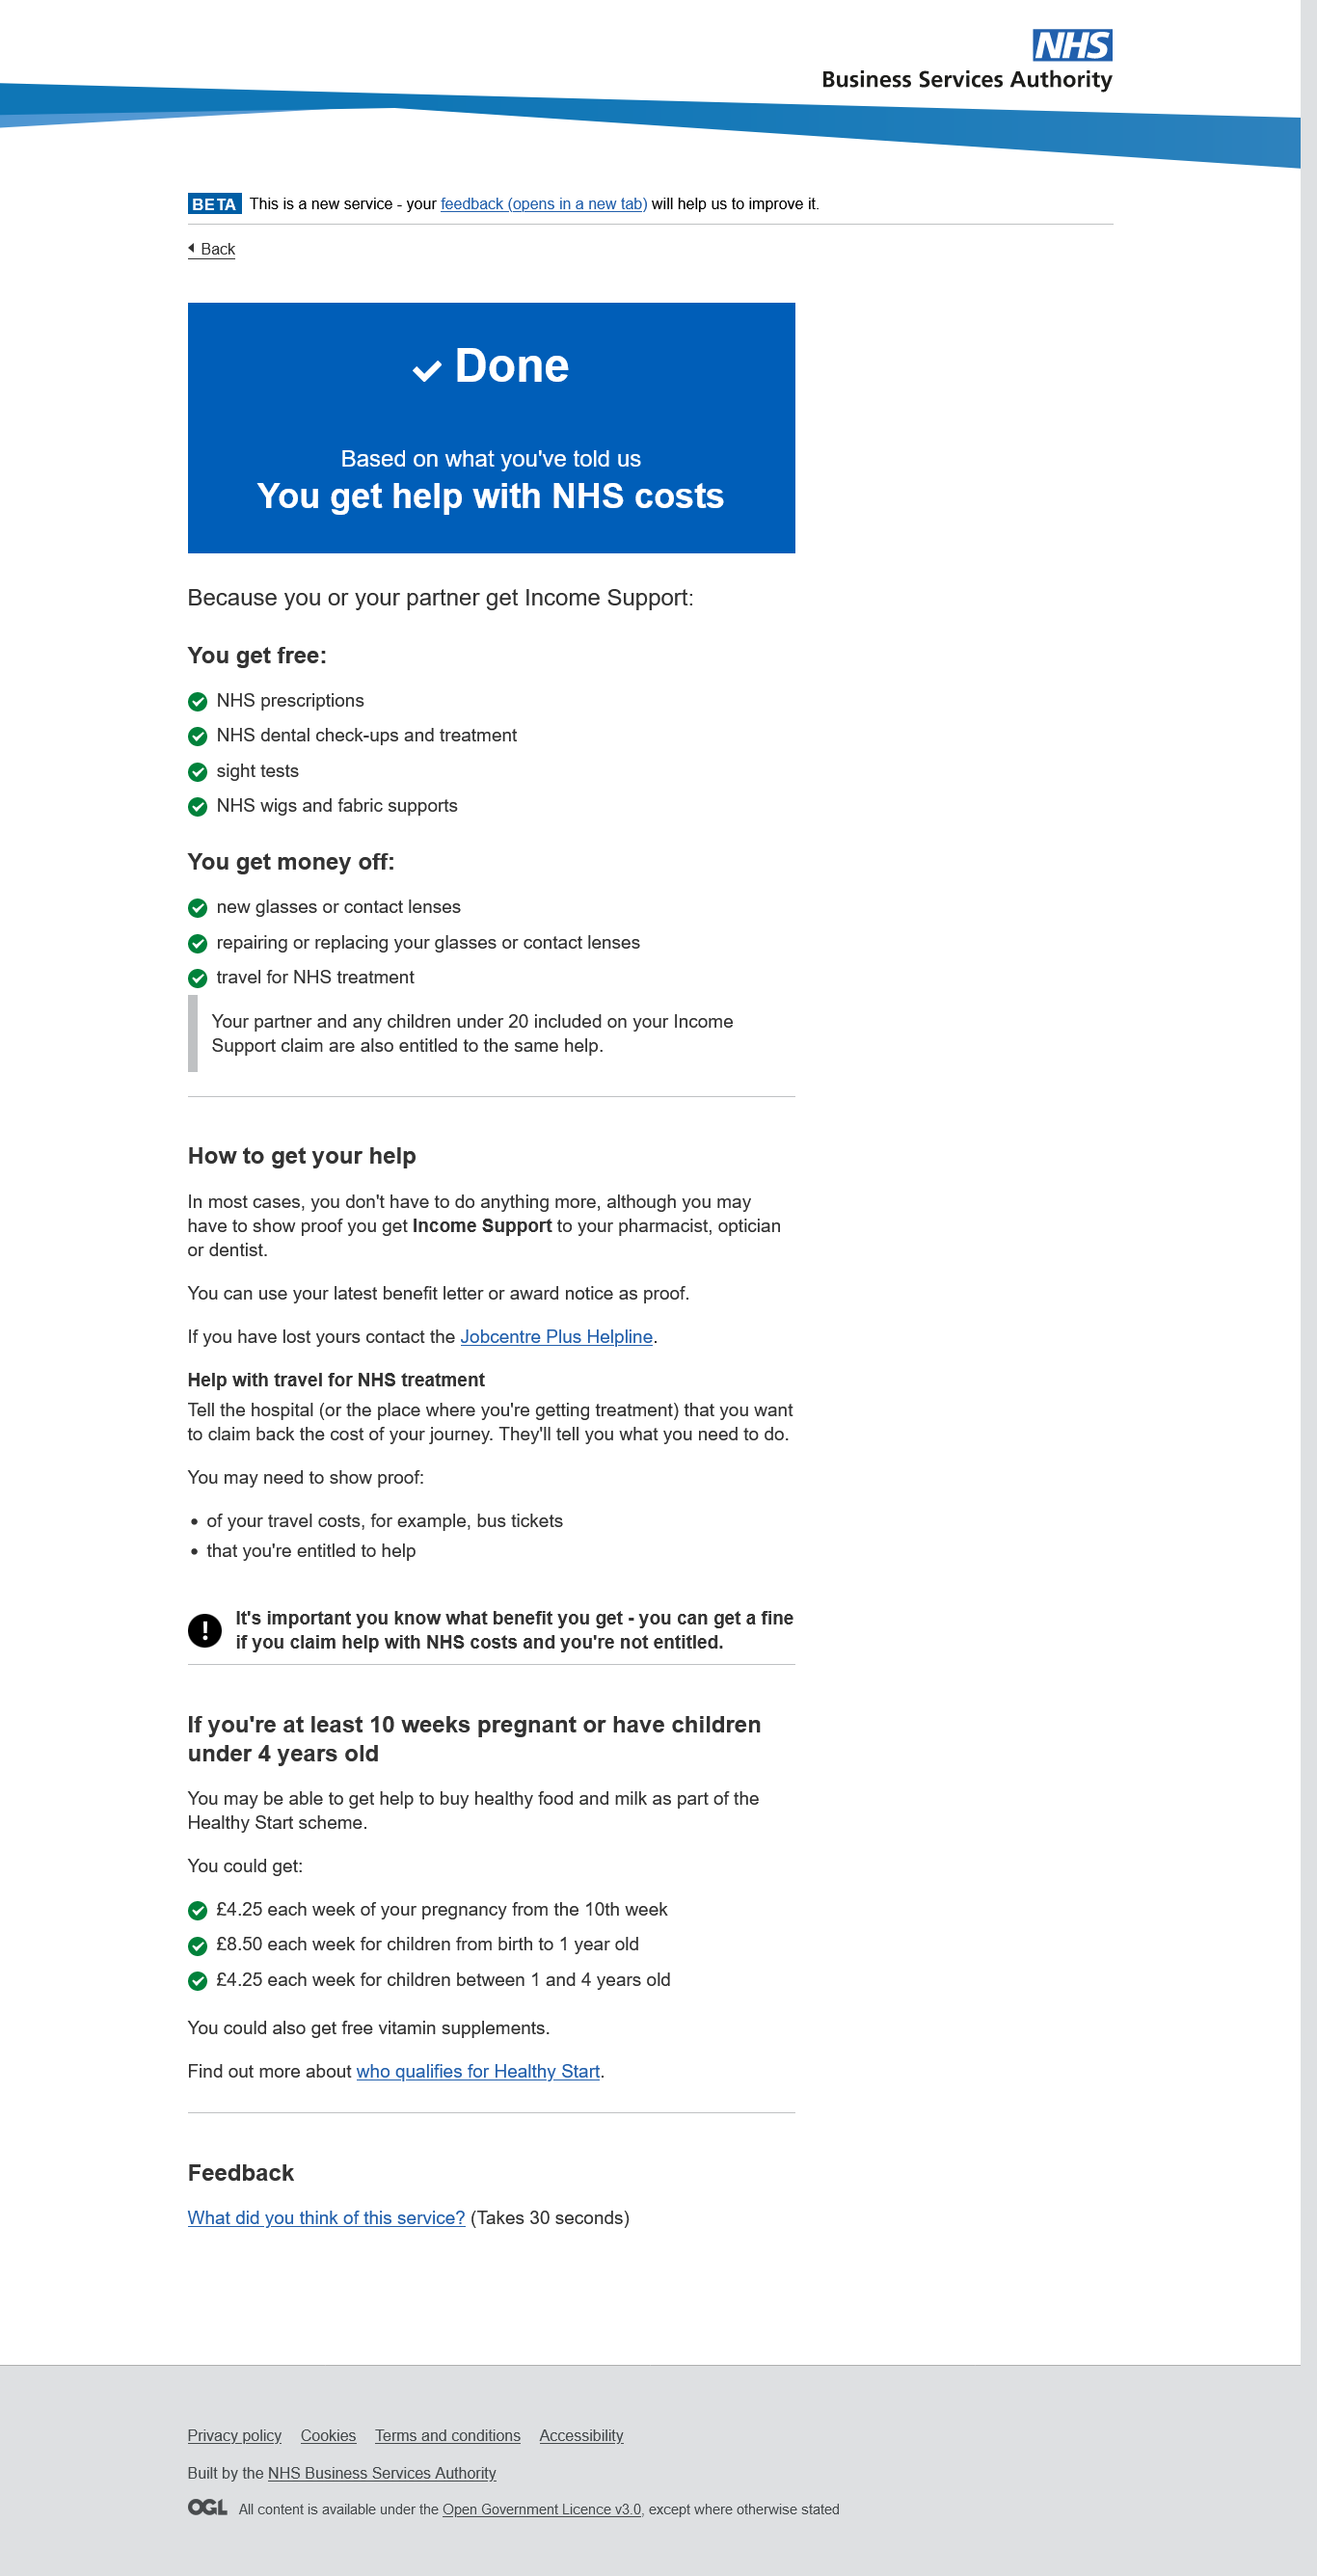 NHS
Business Services Authority
BETA This is a new service - your feedback (opens in a new tab) will help us to improve it.
Back
Done
Based on what you've told us
You get help with NHS costs
Because you or your partner get Income Support:
You get free:
NHS prescriptions
NHS dental check-ups and treatment
sight tests
NHS wigs and fabric supports
You get money off:
new glasses or contact lenses
repairing or replacing your glasses or contact lenses
travel for NHS treatment
Your partner and any children under 20 included on your Income
Support claim are also entitled to the same help.
How to get your help
In most cases, you don't have to do anything more, although you may
have to show proof you get Income Support to your pharmacist, optician
or dentist.
You can use your latest benefit letter or award notice as proof.
If you have lost yours contact the Jobcentre Plus Helpline.
Help with travel for NHS treatment
Tell the hospital (or the place where you're getting treatment) that you want
to claim back the cost of your journey. They'll tell you what you need to do.
You may need to show proof:
• of your travel costs, for example, bus tickets
• that you're entitled to help
! It's important you know what benefit you get - you can get a fine
if you claim help with NHS costs and you're not entitled.
If you're at least 10 weeks pregnant or have children
under 4 years old
You may be able to get help to buy healthy food and milk as part of the
Healthy Start scheme.
You could get:
£4.25 each week of your pregnancy from the 10th week
£8.50 each week for children from birth to 1 year old
£4.25 each week for children between 1 and 4 years old
You could also get free vitamin supplements.
Find out more about who qualifies for Healthy Start.
Feedback
What did you think of this service? (Takes 30 seconds)
Privacy policy Cookies Terms and conditions Accessibility
Built by the NHS Business Services Authority
OGL All content is available under the Open Government Licence v3.0, except where otherwise stated